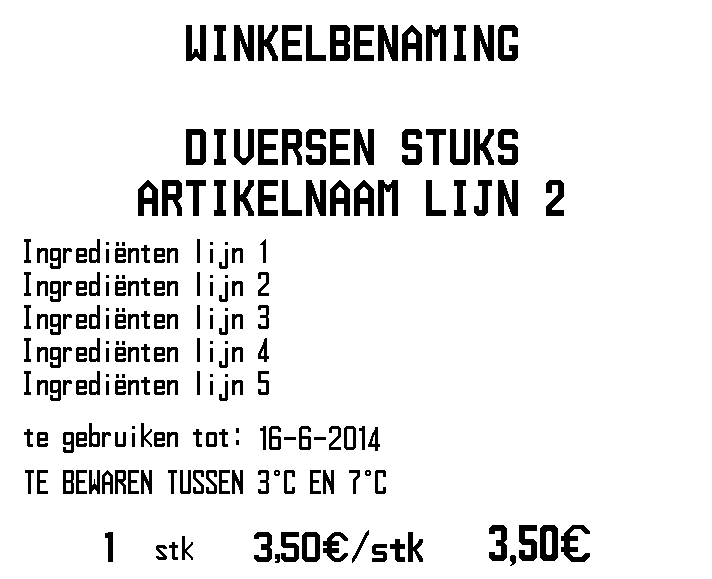 WINKELBENAMING
DIVERSEN STUKS
ARTIKELNAAM LIJN 2
Ingrediënten lijn 1
Ingrediënten lijn 2
Ingrediënten lijn 3
Ingrediënten lijn 4
Ingrediënten lijn 5
te gebruiken tot: 16-6-2014
TE BEWAREN TUSSEN 3°C EN 7°C
1 stk 3,50€/stk 3,50€